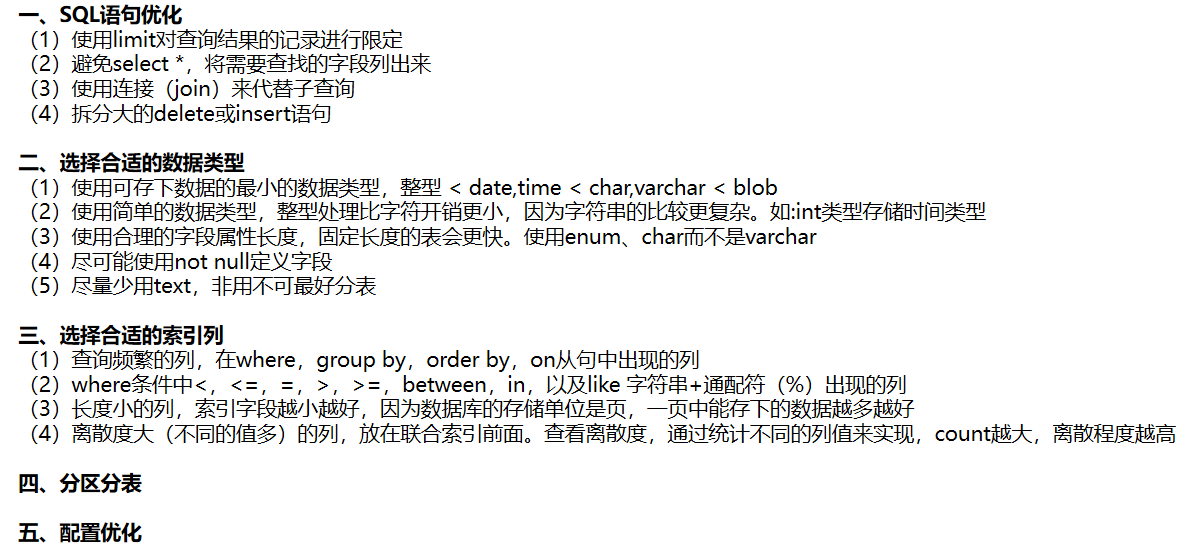 一、SQL语句优化
（1）使用limit对查询结果的记录进行限定
（2）避免select *，将需要查找的字段列出来
（3）使用连接（join）来代替子查询
（4）拆分大的delete或insert语句
二、选择合适的数据类型
（1）使用可存下数据的最小的数据类型，整型 < date,time < char,varchar < blob
（2）使用简单的数据类型，整型处理比字符开销更小，因为字符串的比较更复杂。如:int类型存储时间类型
（3）使用合理的字段属性长度，固定长度的表会更快。使用enum、char而不是varchar
（4）尽可能使用not null定义字段
（5）尽量少用text，非用不可最好分表
三、选择合适的索引列
（1）查询频繁的列，在where，group by，order by，on从句中出现的列
（2）where条件中<，<=，=，>，>=，between，in，以及like 字符串+通配符（%）出现的列
（3）长度小的列，索引字段越小越好，因为数据库的存储单位是页，一页中能存下的数据越多越好
（4）离散度大（不同的值多）的列，放在联合索引前面。查看离散度，通过统计不同的列值来实现，count越大，离散程度越高
四、分区分表
五、配置优化